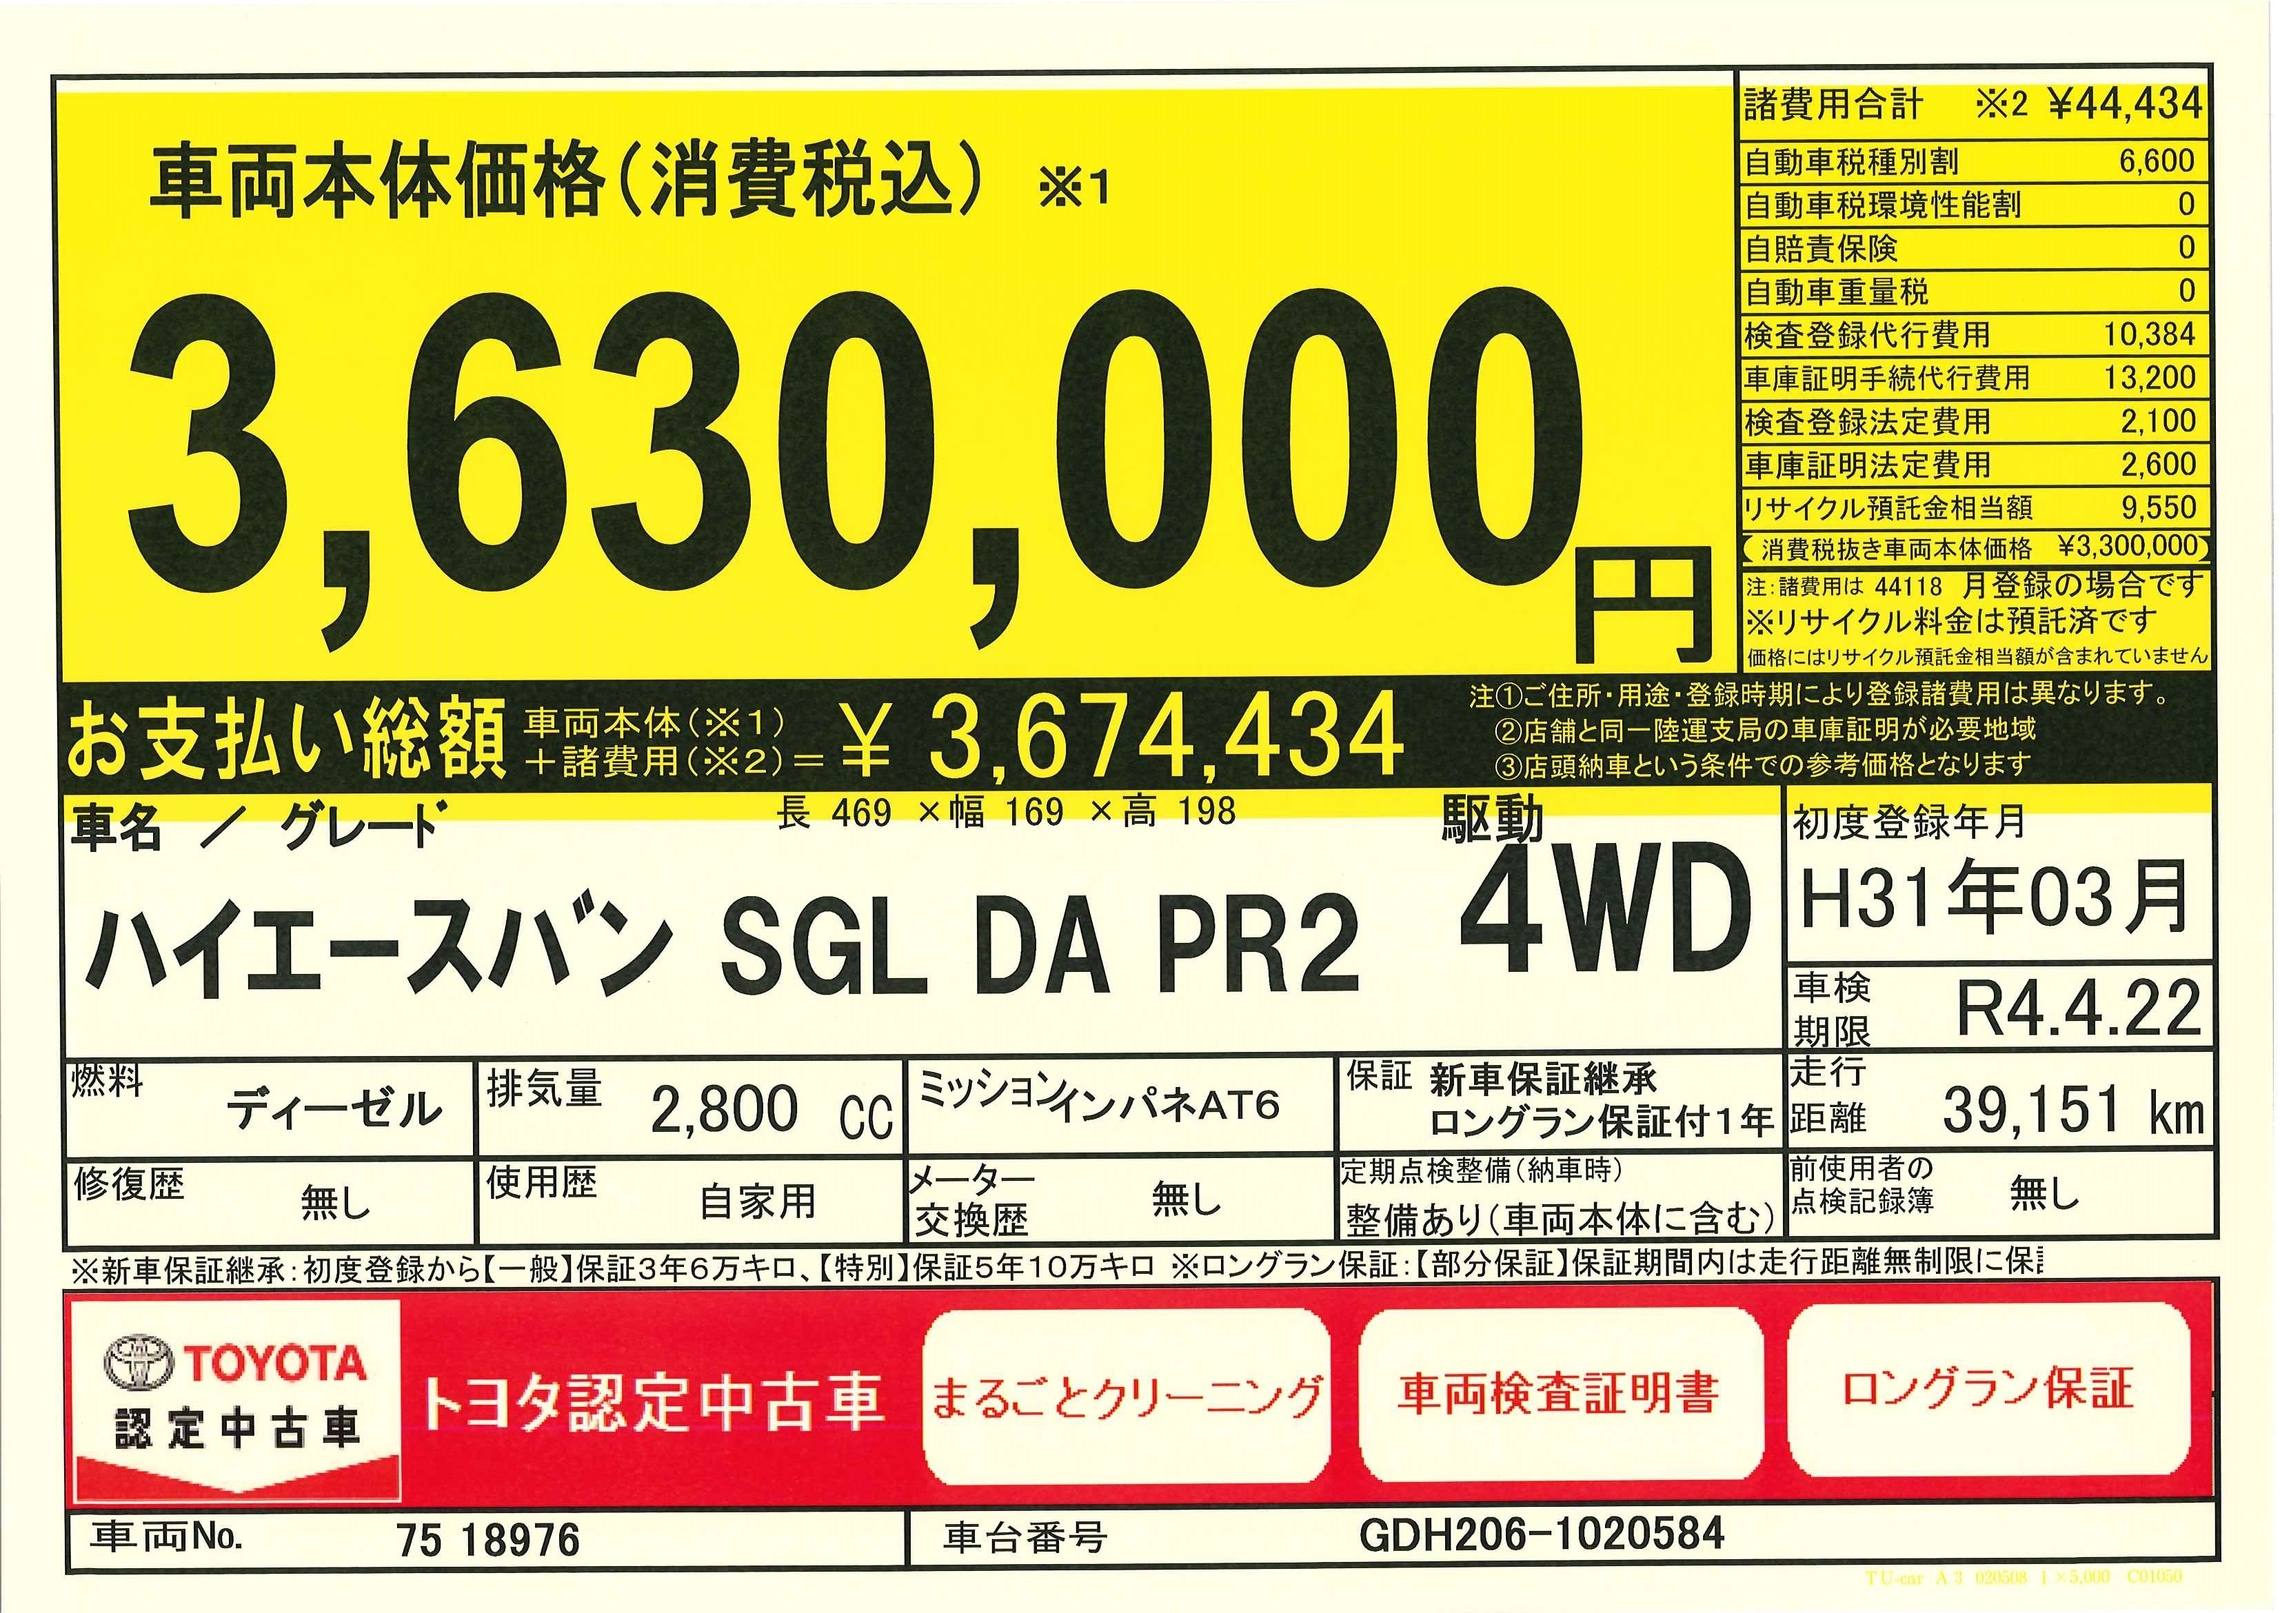 車両本体価格(消費税込) ※1
3,630,000円
諸費用合計 ※2 ¥44,434
自動車税種別割 6,600
自動車税環境性能割 0
自賠責保険 0
自動車重量税 0
検査登録代行費用 10,384
車庫証明手続代行費用 13,200
検査登録法定費用 2,100
車庫証明法定費用 2,600
リサイクル預託金相当額 9,550
( 消費税抜き車両本体価格 ¥3,300,000)
注:諸費用は 44118 月登録の場合です
※リサイクル料金は預託済です
価格にはリサイクル預託金相当額が含まれていません
お支払い総額 車両本体(※1)
+諸費用(※2)= ¥ 3,674,434
注①ご住所・用途・登録時期により登録諸費用は異なります。
②店舗と同一陸運支局の車庫証明が必要地域
③店頭納車という条件での参考価格となります
車名 / グレード 長 469 ×幅 169 ×高 198
ハイエースバン SGL DA PR2
駆動
4WD
初度登録年月
H31年03月
車検
期限 R4.4.22
燃料 ディーゼル
排気量 2,800 CC
ミッション インパネAT6
保証 新車保証継承
ロングラン保証付1年
走行
距離 39,151 km
修復歴 無し
使用歴 自家用
メーター
交換歴 無し
定期点検整備(納車時)
整備あり(車両本体に含む)
前使用者の
点検記録簿 無し
※新車保証継承:初度登録から【一般】保証3年6万キロ、【特別】保証5年10万キロ ※ロングラン保証:【部分保証】保証期間内は走行距離無制限に保
TOYOTA
認定中古車
トヨタ認定中古車
まるごとクリーニング
車両検査証明書
ロングラン保証
車両No. 75 18976
車台番号 GDH206-1020584
TU-car A3 020508 1×5,000 C01050